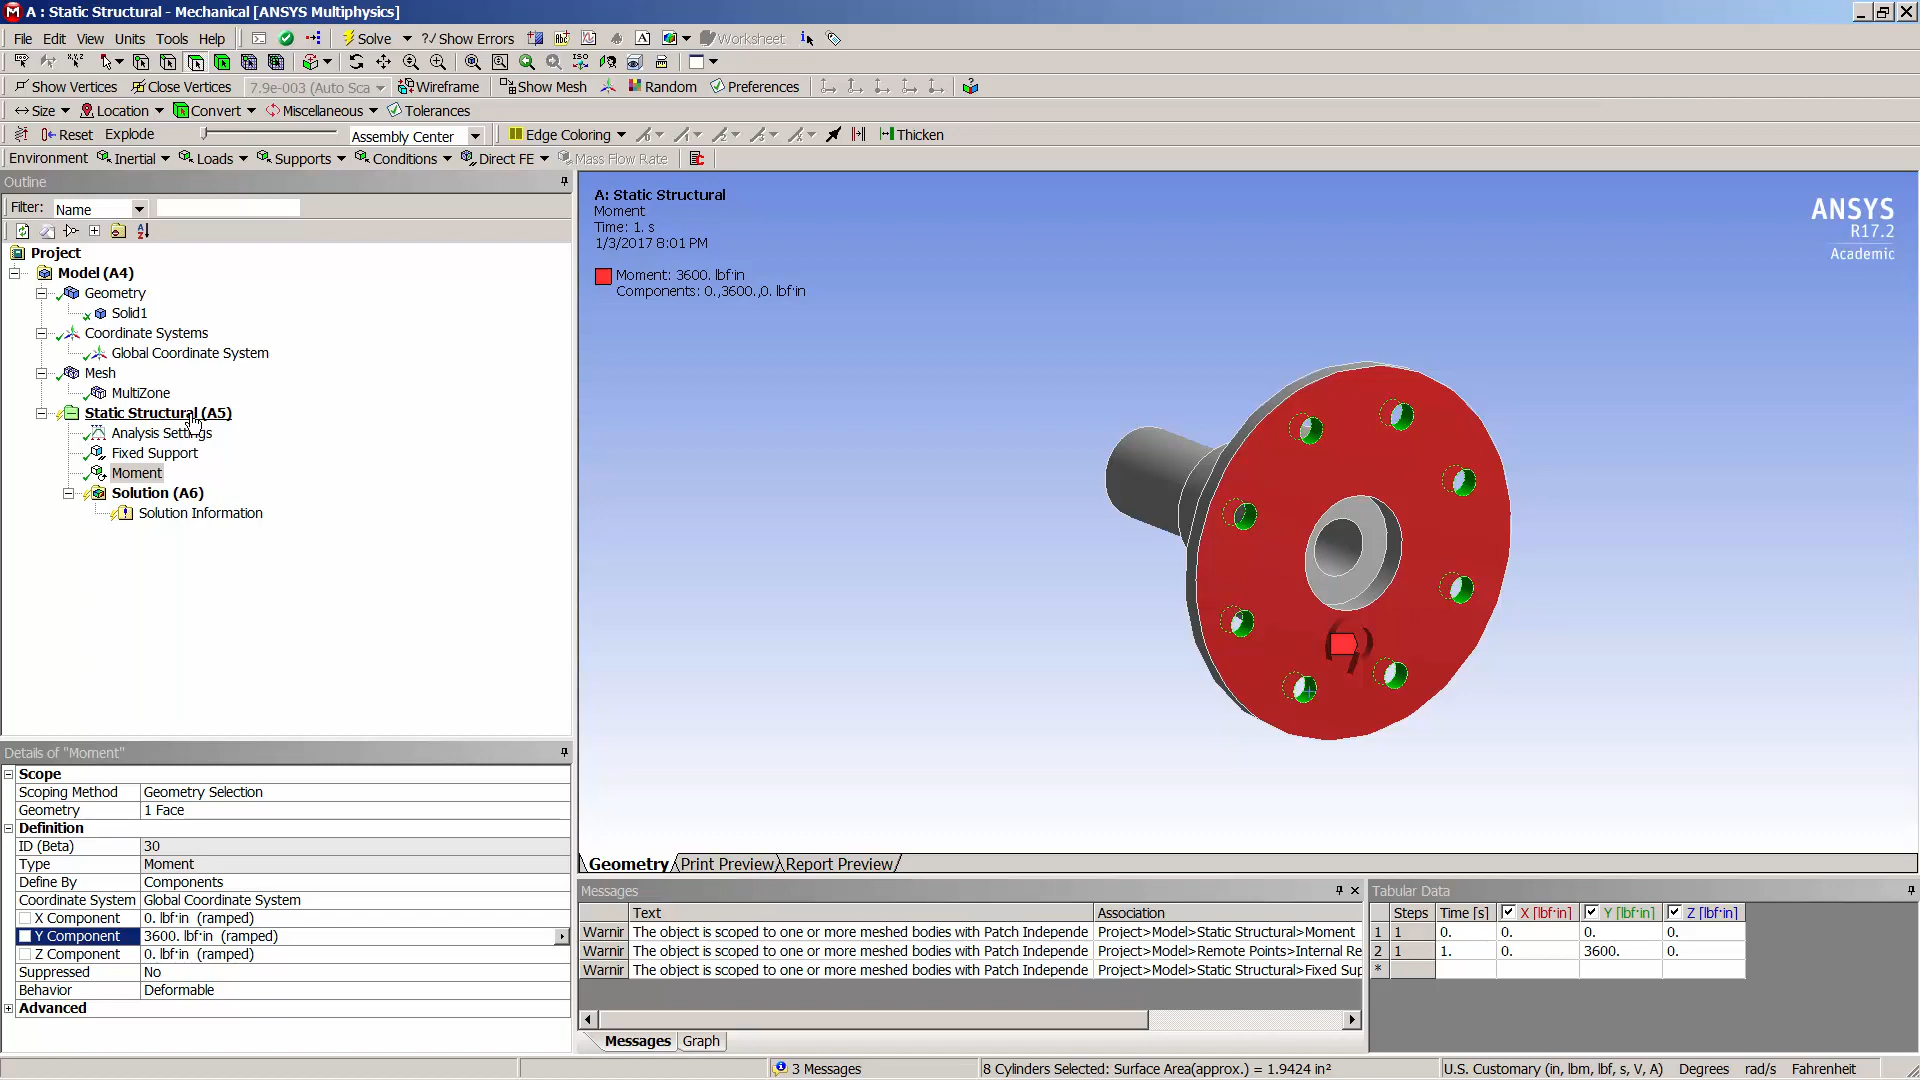 A : Static Structural - Mechanical [ANSYS Multiphysics]
File Edit View Units Tools Help Solve Show Errors Worksheet
Show Vertices Close Vertices 7.9e-003 (Auto Sca Wireframe Show Mesh Random Preferences
Size Location Convert Miscellaneous Tolerances
Reset Explode Assembly Center Edge Coloring Thicken
Environment Inertial Loads Supports Conditions Direct FE Mass Flow Rate
Outline
Filter: Name
Project
Model (A4)
Geometry
Solid1
Coordinate Systems
Global Coordinate System
Mesh
MultiZone
Static Structural (A5)
Analysis Settings
Fixed Support
Moment
Solution (A6)
Solution Information
A: Static Structural
Moment
Time: 1. s
1/3/2017 8:01 PM
Moment: 3600. lbf·in
Components: 0.,3600.,0. lbf·in
ANSYS
R17.2
Academic
Details of "Moment"
Scope
Scoping Method Geometry Selection
Geometry 1 Face
Definition
ID (Beta) 30
Type Moment
Define By Components
Coordinate System Global Coordinate System
X Component 0. lbf·in (ramped)
Y Component 3600. lbf·in (ramped)
Z Component 0. lbf·in (ramped)
Suppressed No
Behavior Deformable
Advanced
Geometry Print Preview Report Preview
Messages
Text Association
Warnir The object is scoped to one or more meshed bodies with Patch Independe Project>Model>Static Structural>Moment
Warnir The object is scoped to one or more meshed bodies with Patch Independe Project>Model>Remote Points>Internal Re
Warnir The object is scoped to one or more meshed bodies with Patch Independe Project>Model>Static Structural>Fixed Sup
Messages Graph
Tabular Data
Steps Time [s] X [lbf·in] Y [lbf·in] Z [lbf·in]
1 1 0. 0. 0. 0.
2 1 1. 0. 3600. 0.
*
3 Messages 8 Cylinders Selected: Surface Area(approx.) = 1.9424 in² U.S. Customary (in, lbm, lbf, s, V, A) Degrees rad/s Fahrenheit